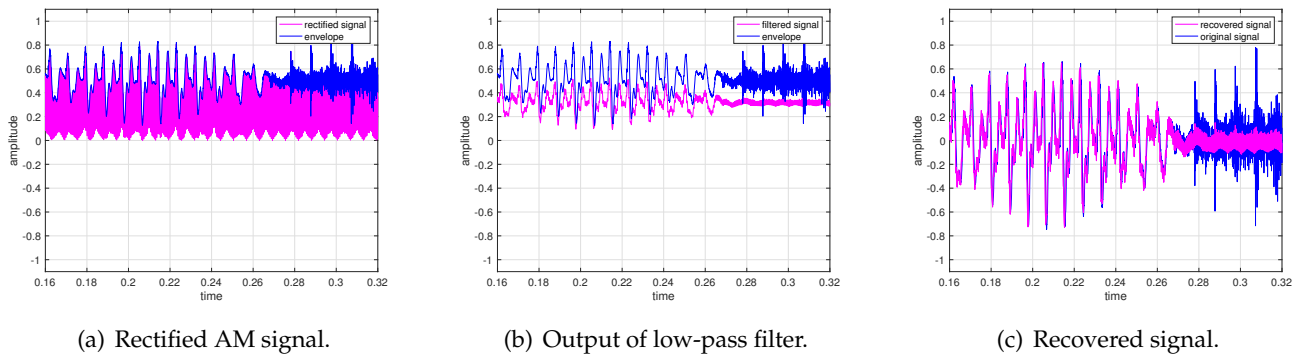 rectified signal
envelope
1
0.8
0.6
0.4
0.2
0
-0.2
-0.4
-0.6
-0.8
-1
amplitude
0.16 0.18 0.2 0.22 0.24 0.26 0.28 0.3 0.32
time
(a) Rectified AM signal.
filtered signal
envelope
1
0.8
0.6
0.4
0.2
0
-0.2
-0.4
-0.6
-0.8
-1
amplitude
0.16 0.18 0.2 0.22 0.24 0.26 0.28 0.3 0.32
time
(b) Output of low-pass filter.
recovered signal
original signal
1
0.8
0.6
0.4
0.2
0
-0.2
-0.4
-0.6
-0.8
-1
amplitude
0.16 0.18 0.2 0.22 0.24 0.26 0.28 0.3 0.32
time
(c) Recovered signal.